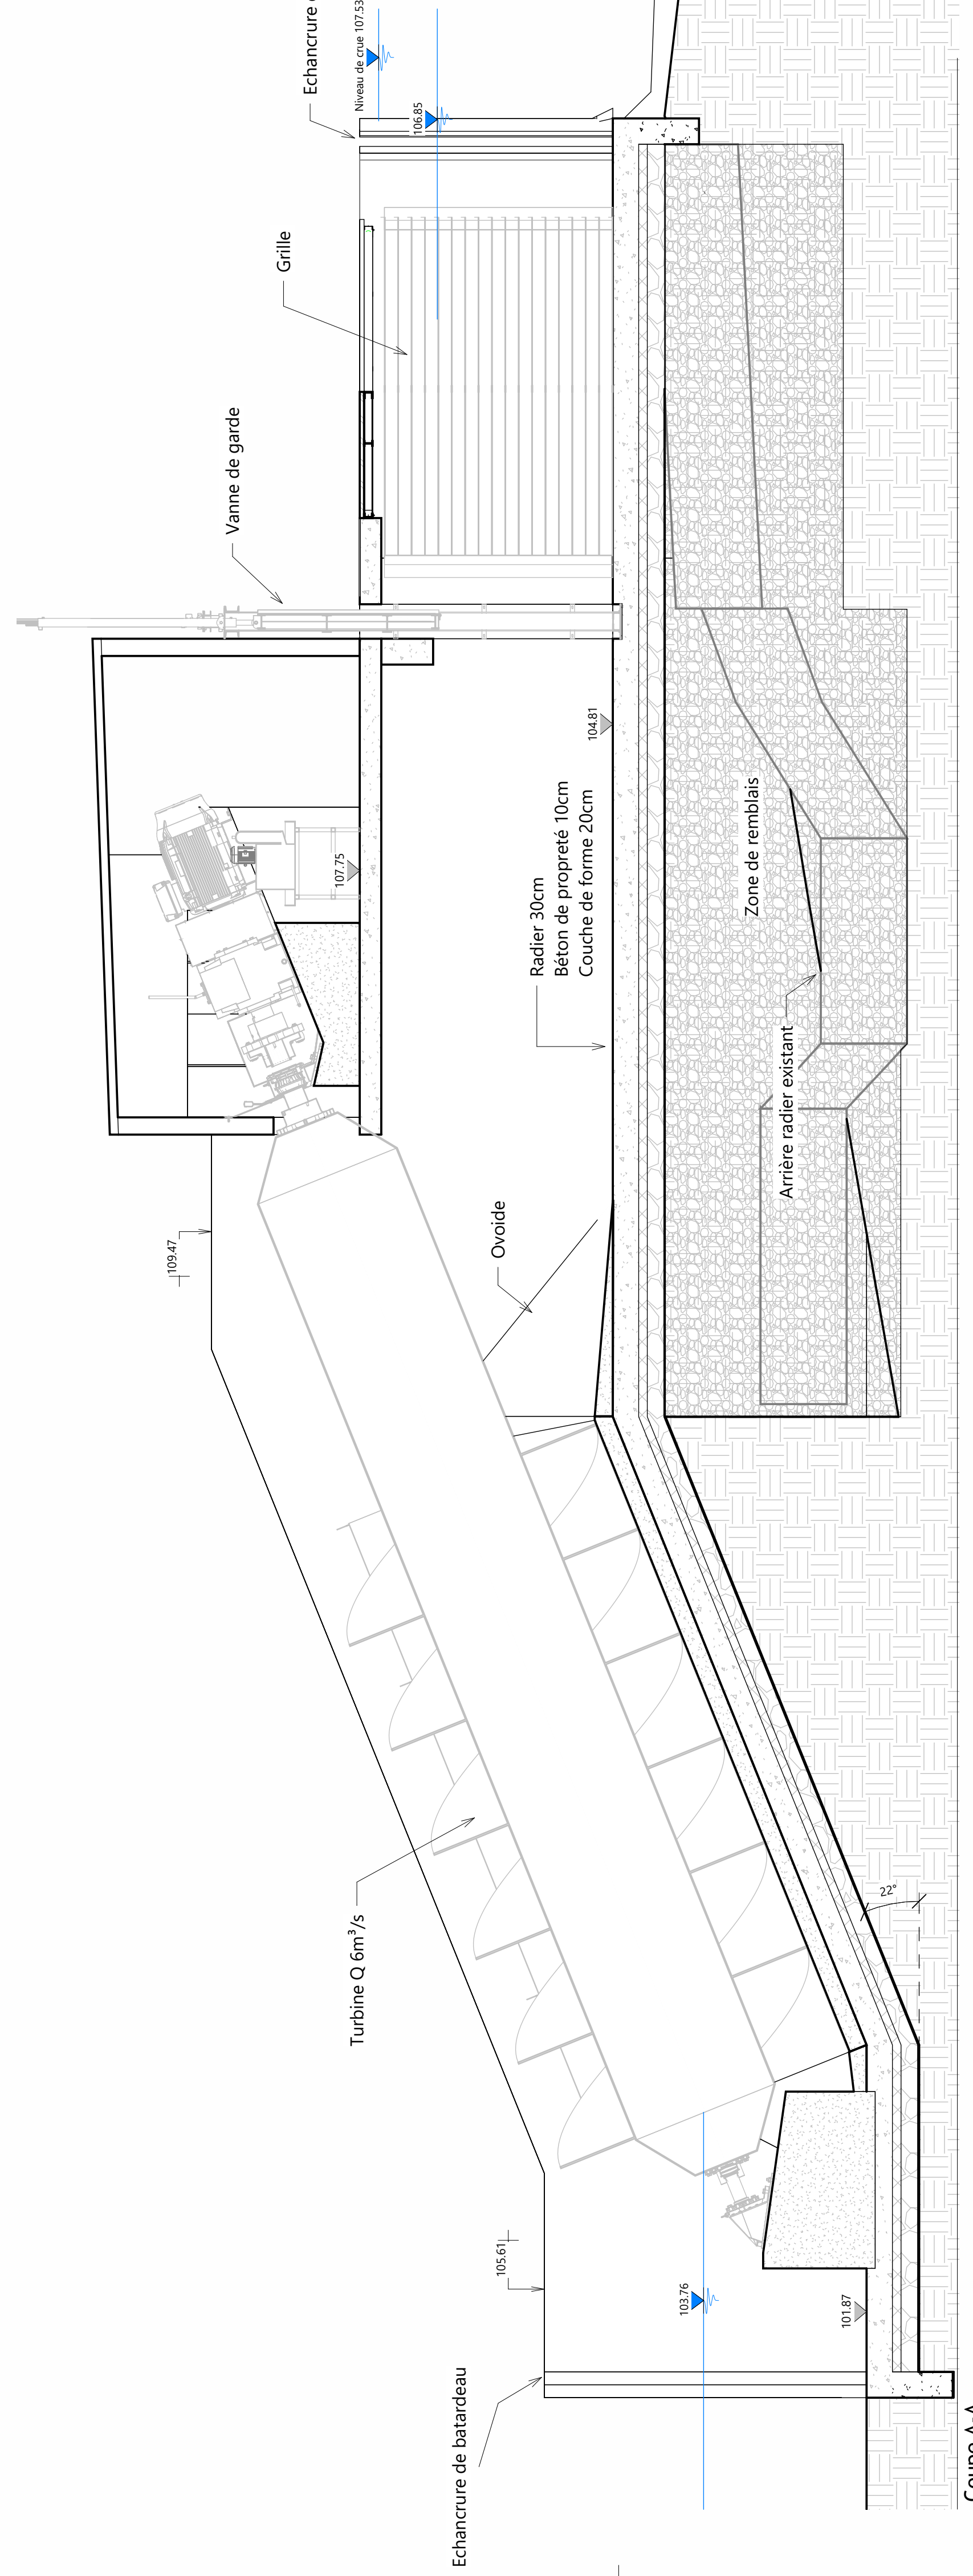 Echancrure de batardeau
105.61
103.76
101.87
Turbine Q 6m³/s
22°
109.47
Ovoide
Radier 30cm
Béton de propreté 10cm
Couche de forme 20cm
Arrière radier existant
Zone de remblais
107.75
104.81
Vanne de garde
Grille
Echancrure
Niveau de crue 107.53
106.85
Coupe A-A